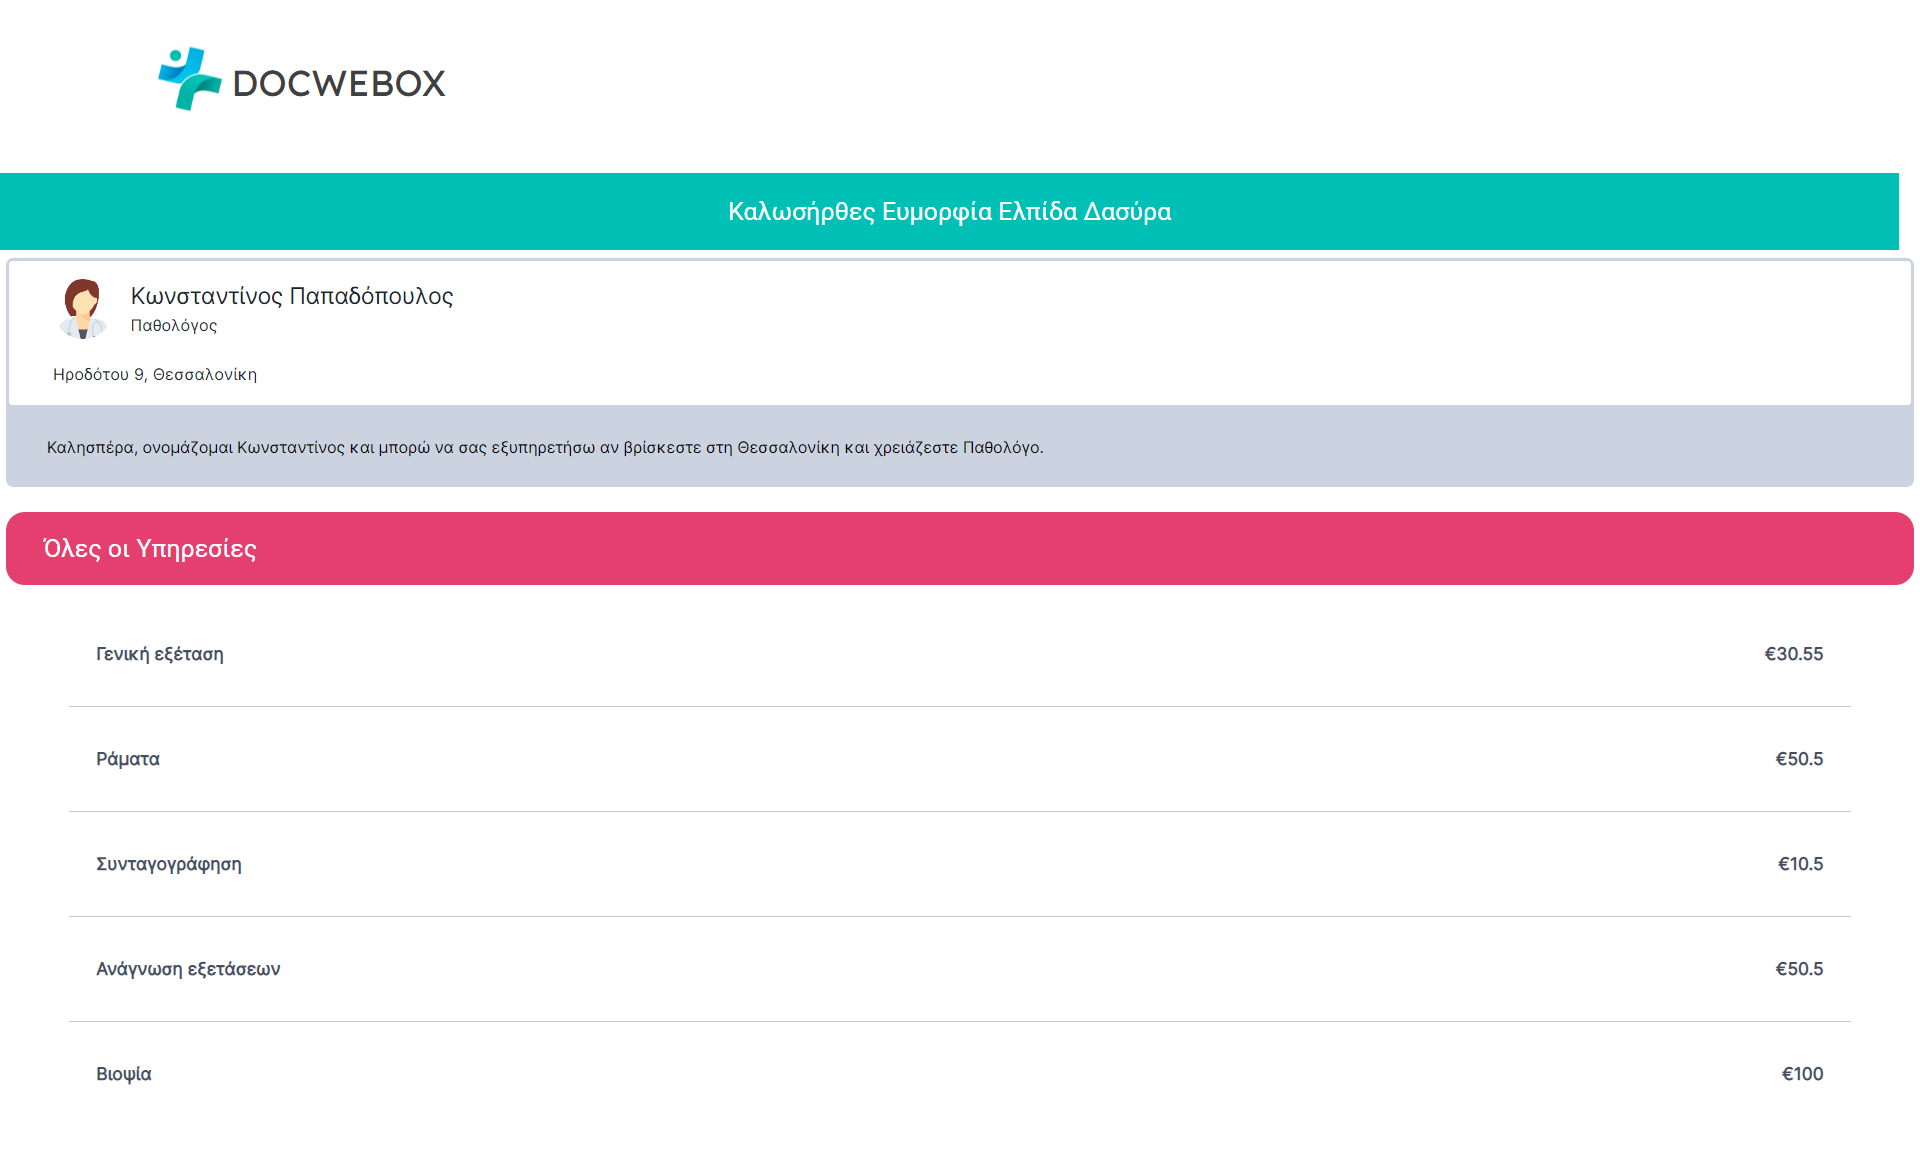 DOCWEBOX
Καλωσήρθες Ευμορφία Ελπίδα Δασύρα
Κωνσταντίνος Παπαδόπουλος
Παθολόγος
Ηροδότου 9, Θεσσαλονίκη
Καλησπέρα, ονομάζομαι Κωνσταντίνος και μπορώ να σας εξυπηρετήσω αν βρίσκεστε στη Θεσσαλονίκη και χρειάζεστε Παθολόγο.
Όλες οι Υπηρεσίες
Γενική εξέταση €30.55
Ράματα €50.5
Συνταγογράφηση €10.5
Ανάγνωση εξετάσεων €50.5
Βιοψία €100